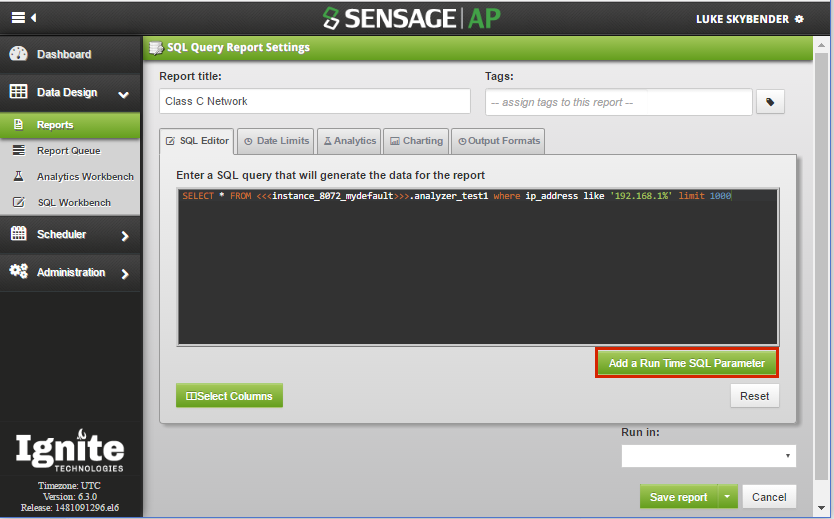 SENSAGE AP
LUKE SKYBENDER
Dashboard
Data Design
Reports
Report Queue
Analytics Workbench
SQL Workbench
Scheduler
Administration
Ignite
TECHNOLOGIES
Timezone: UTC
Version: 6.3.0
Release: 1481091296.el6
SQL Query Report Settings
Report title:
Tags:
Class C Network
-- assign tags to this report --
SQL Editor
Date Limits
Analytics
Charting
Output Formats
Enter a SQL query that will generate the data for the report
SELECT * FROM <<<instance_8072_mydefault>>>.analyzer_test1 where ip_address like '192.168.1%' limit 1000
Add a Run Time SQL Parameter
Select Columns
Reset
Run in:
Save report
Cancel